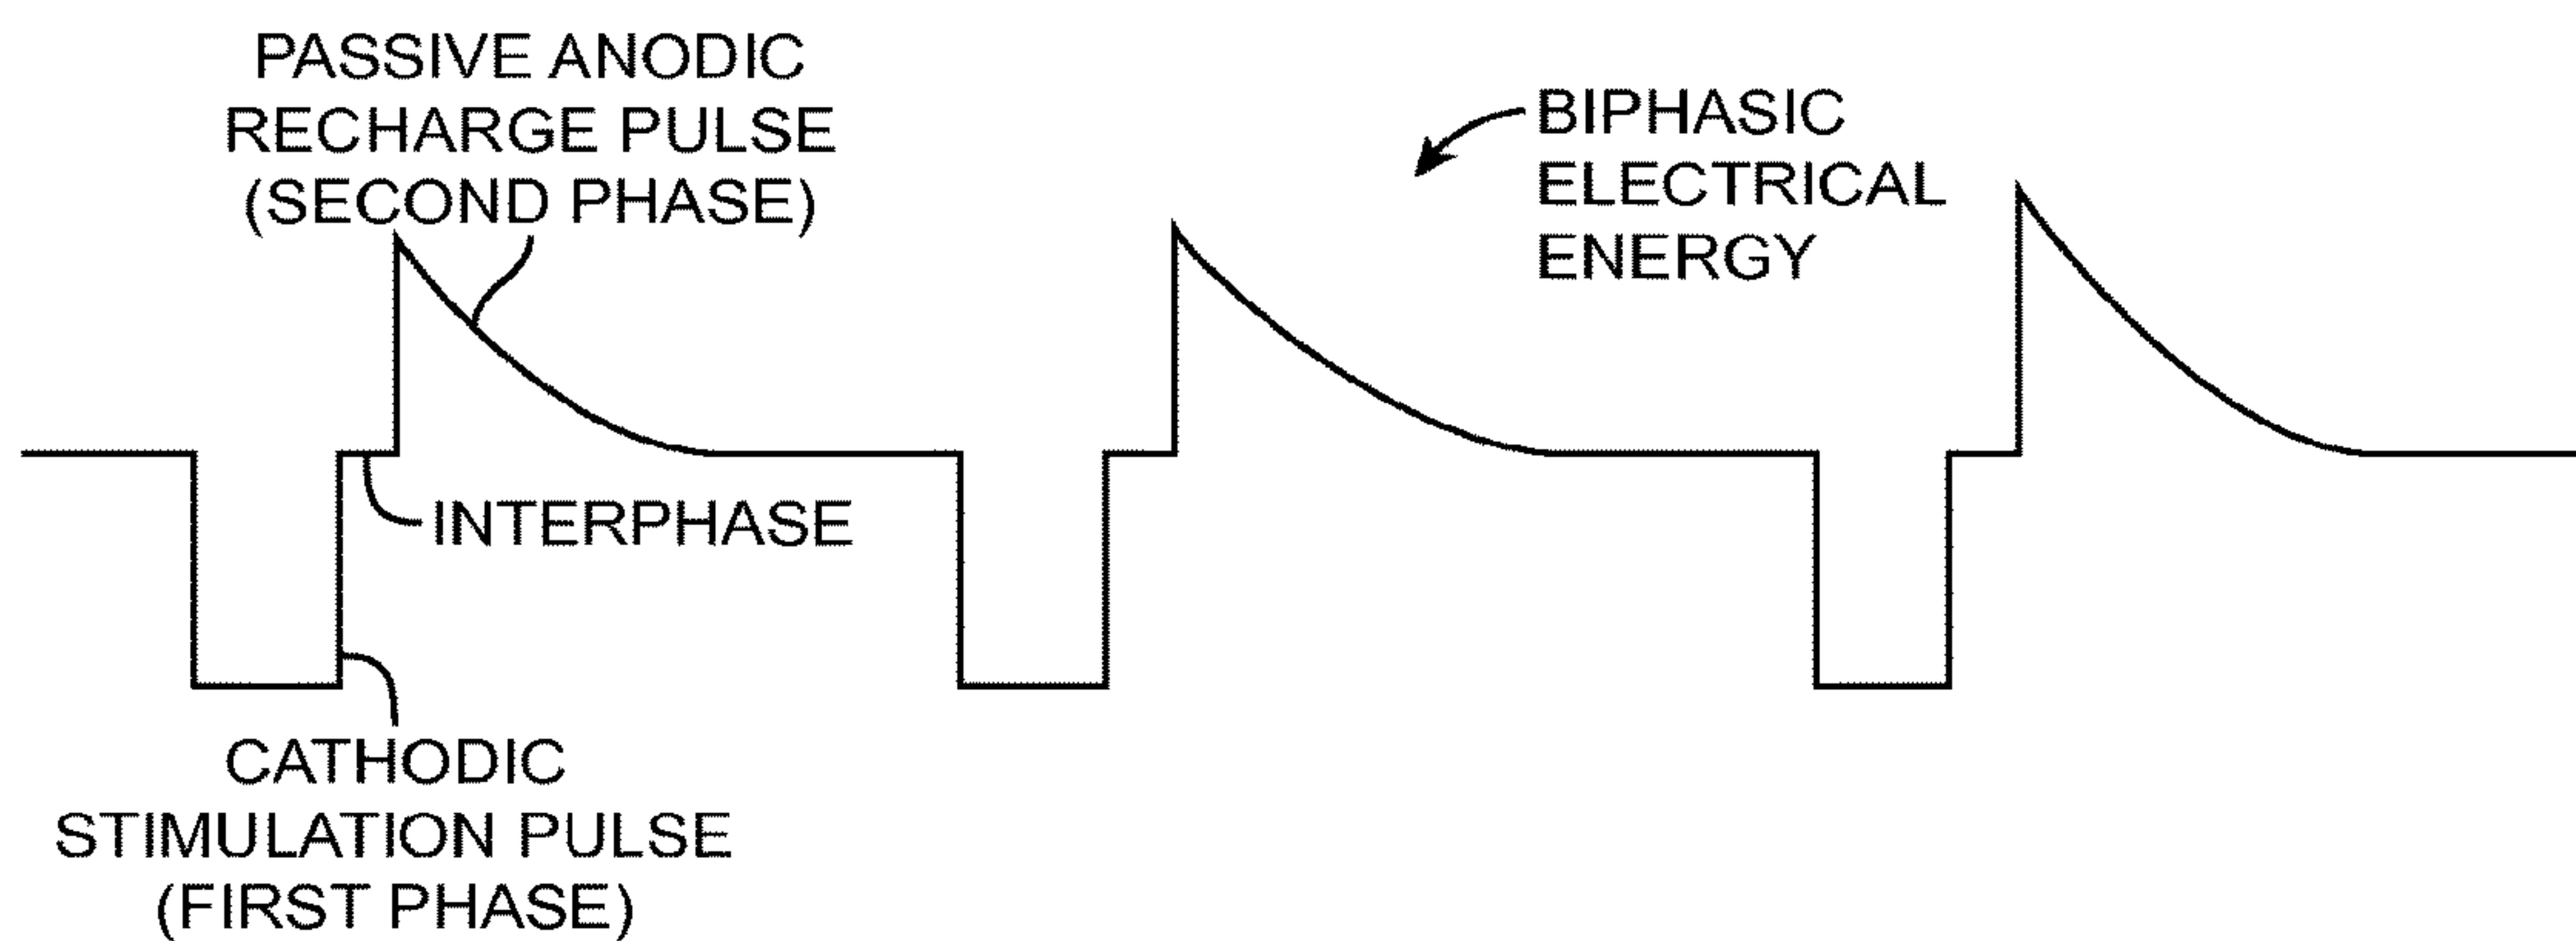 PASSIVE ANODIC
RECHARGE PULSE
(SECOND PHASE)
BIPHASIC
ELECTRICAL
ENERGY
INTERPHASE
CATHODIC
STIMULATION PULSE
(FIRST PHASE)